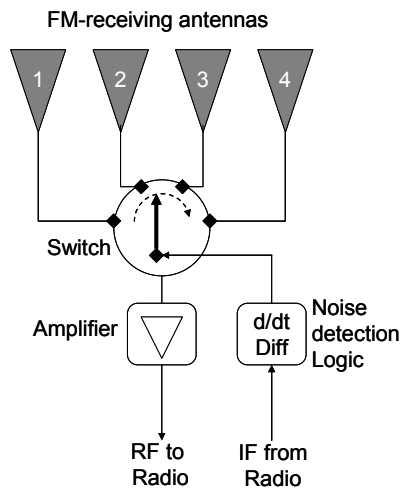 FM-receiving antennas
1 2 3 4
Switch
Amplifier
d/dt
Diff
Noise
detection
Logic
RF to
Radio
IF from
Radio